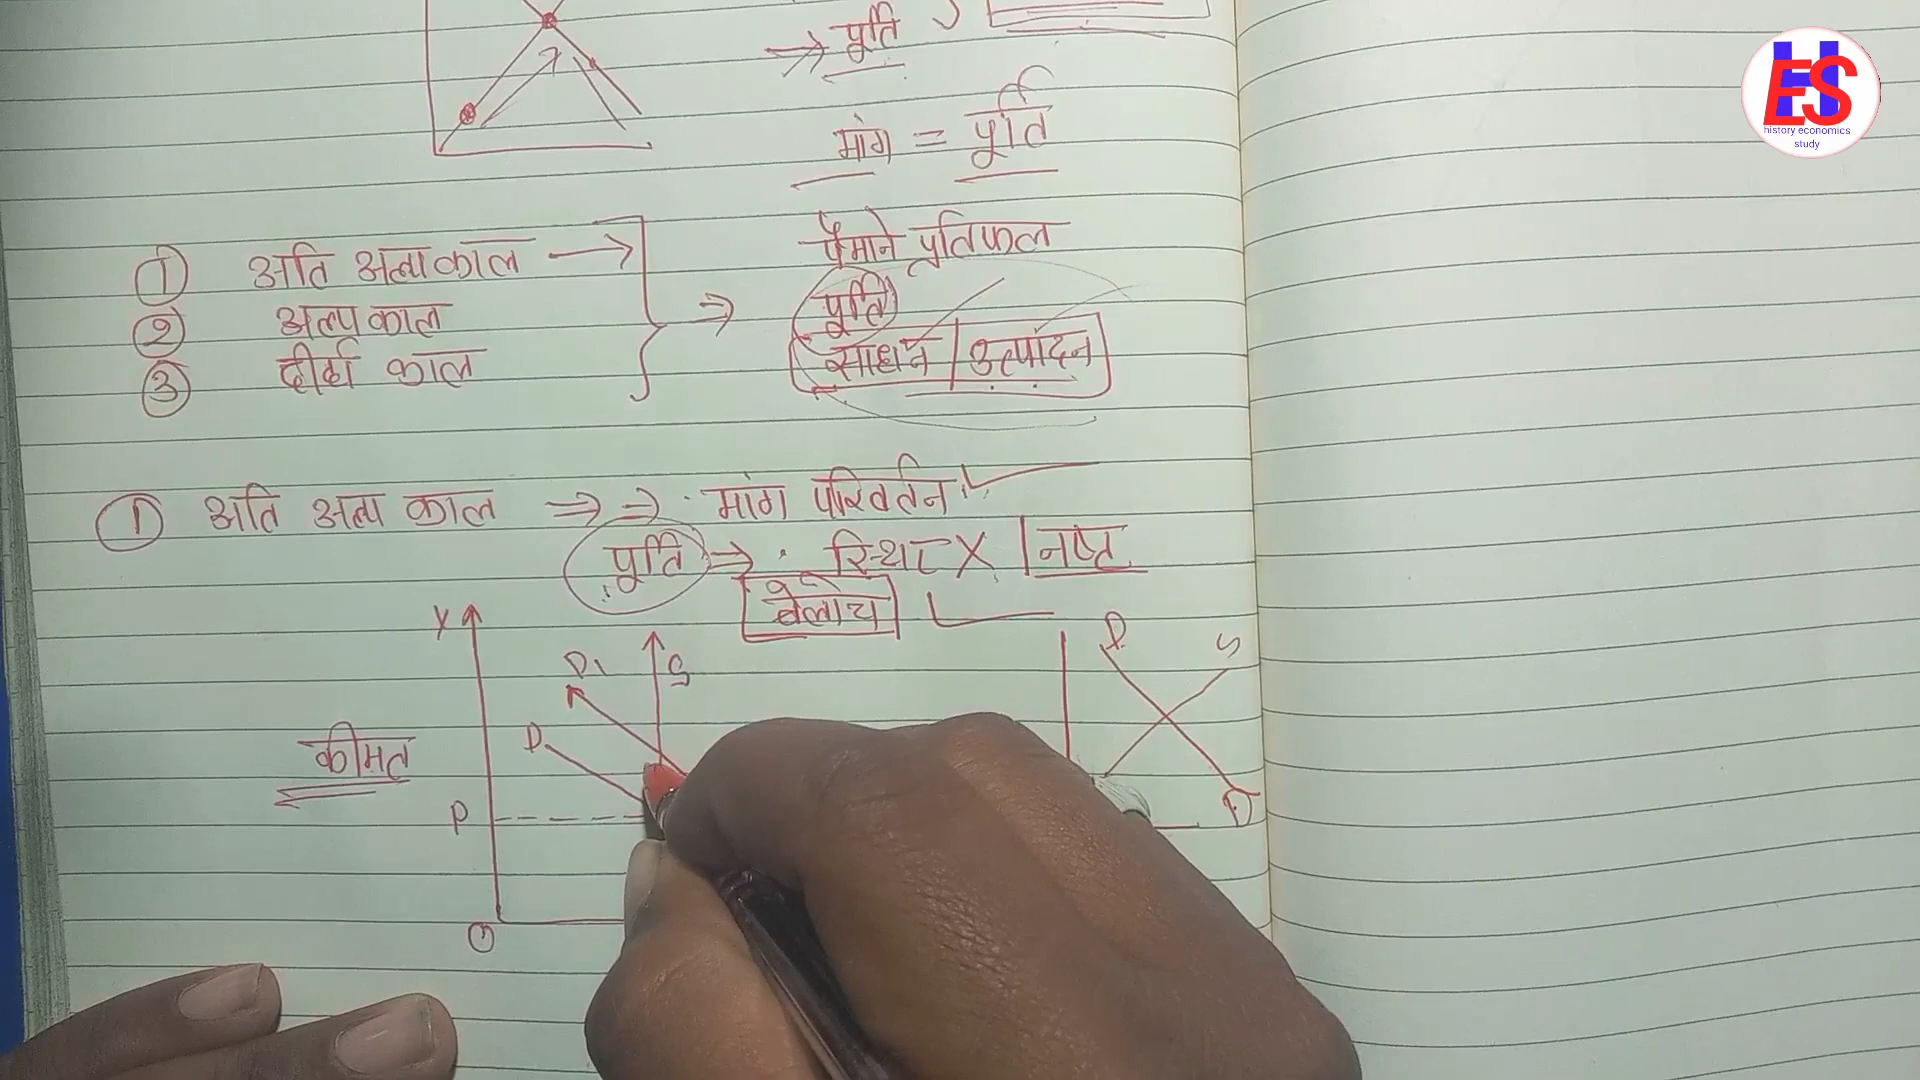 → पूर्ति
HES
history economics
study
मांग = पूर्ति
① अति अल्पकाल →
② अल्पकाल
③ दीर्घ काल
⇒ पैमाने प्रतिफल
पूर्ति
साधन | उत्पादन
① अति अल्प काल ⇒ ⇒ मांग परिवर्तन
पूर्ति ⇒ स्थिर X | नष्ट
Y
D1
S
D
कीमत
P
O
D
S
D